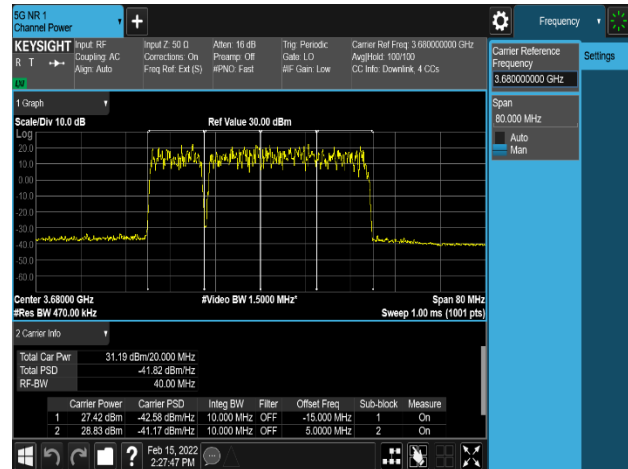 5G NR 1
Channel Power
Frequency
KEYSIGHT
R T
LXI
Input: RF
Coupling: AC
Align: Auto
Input Z: 50 Ω
Corrections: On
Freq Ref: Ext (S)
Atten: 16 dB
Preamp: Off
#PNO: Fast
Trig: Periodic
Gate: LO
#IF Gain: Low
Carrier Ref Freq: 3.680000000 GHz
Avg|Hold: 100/100
CC Info: Downlink, 4 CCs
Carrier Reference
Frequency
3.680000000 GHz
Settings
Span
80.000 MHz
Auto
Man
1 Graph
Scale/Div 10.0 dB
Ref Value 30.00 dBm
Log
20.0
10.0
0.00
-10.0
-20.0
-30.0
-40.0
-50.0
-60.0
Center 3.68000 GHz
#Video BW 1.5000 MHz*
Span 80 MHz
#Res BW 470.00 kHz
Sweep 1.00 ms (1001 pts)
2 Carrier Info
Total Car Pwr 31.19 dBm/20.000 MHz
Total PSD -41.82 dBm/Hz
RF-BW 40.00 MHz
Carrier Power Carrier PSD Integ BW Filter Offset Freq Sub-block Measure
1 27.42 dBm -42.58 dBm/Hz 10.000 MHz OFF -15.000 MHz 1 On
2 28.83 dBm -41.17 dBm/Hz 10.000 MHz OFF 5.0000 MHz 2 On
?
Feb 15, 2022
2:27:47 PM